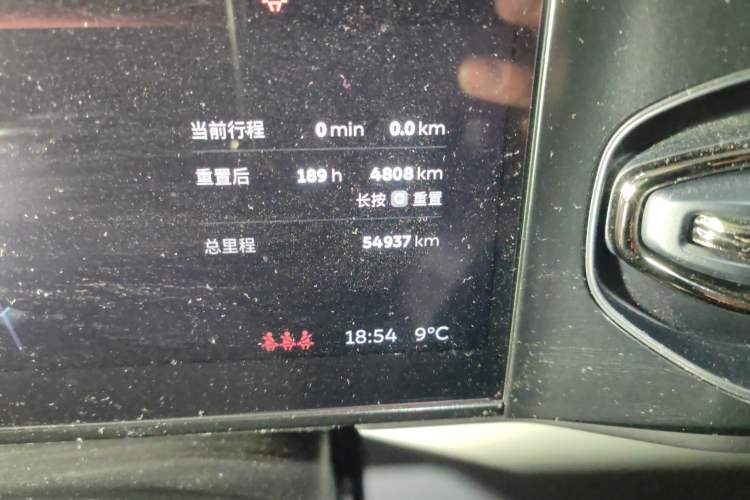 当前行程 0 min 0.0 km
重置后 189 h 4808 km
长按 重置
总里程 54937 km
18:54 9°C